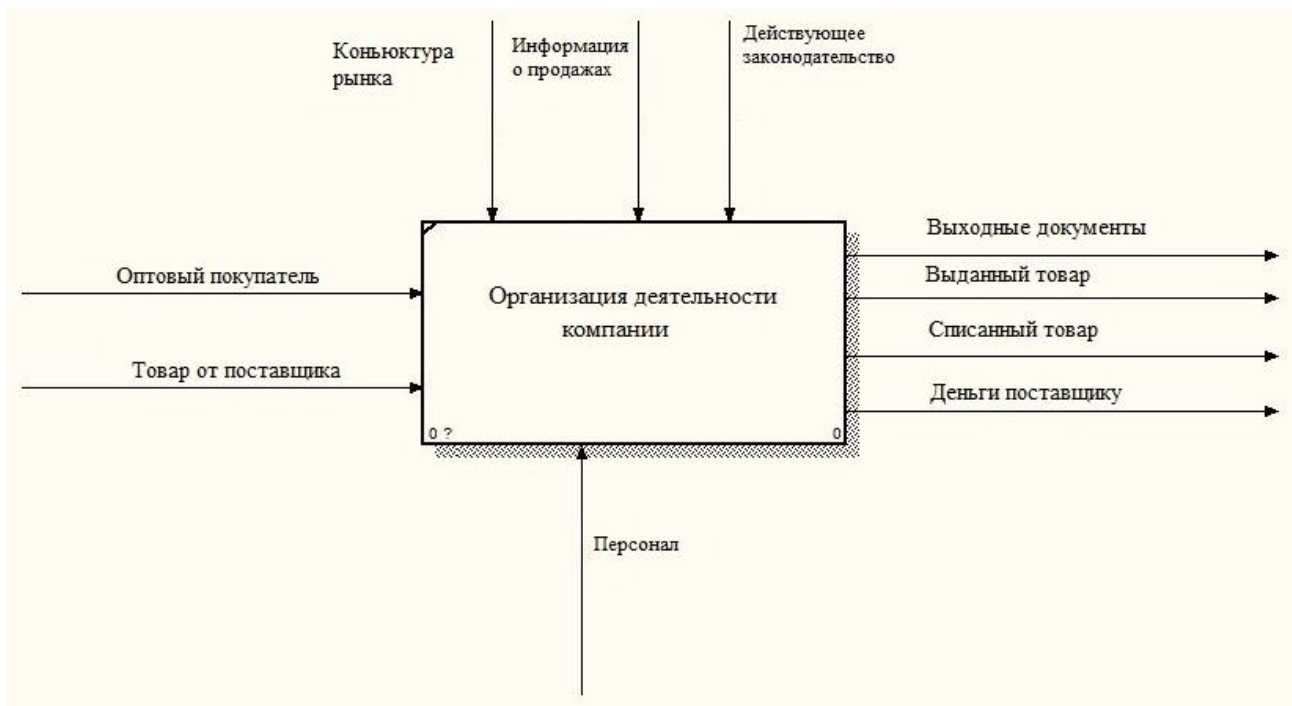 Коньюктура
рынка
Информация
о продажах
Действующее
законодательство
Оптовый покупатель
Товар от поставщика
Организация деятельности
компании
0 ?
0
Выходные документы
Выданный товар
Списанный товар
Деньги поставщику
Персонал